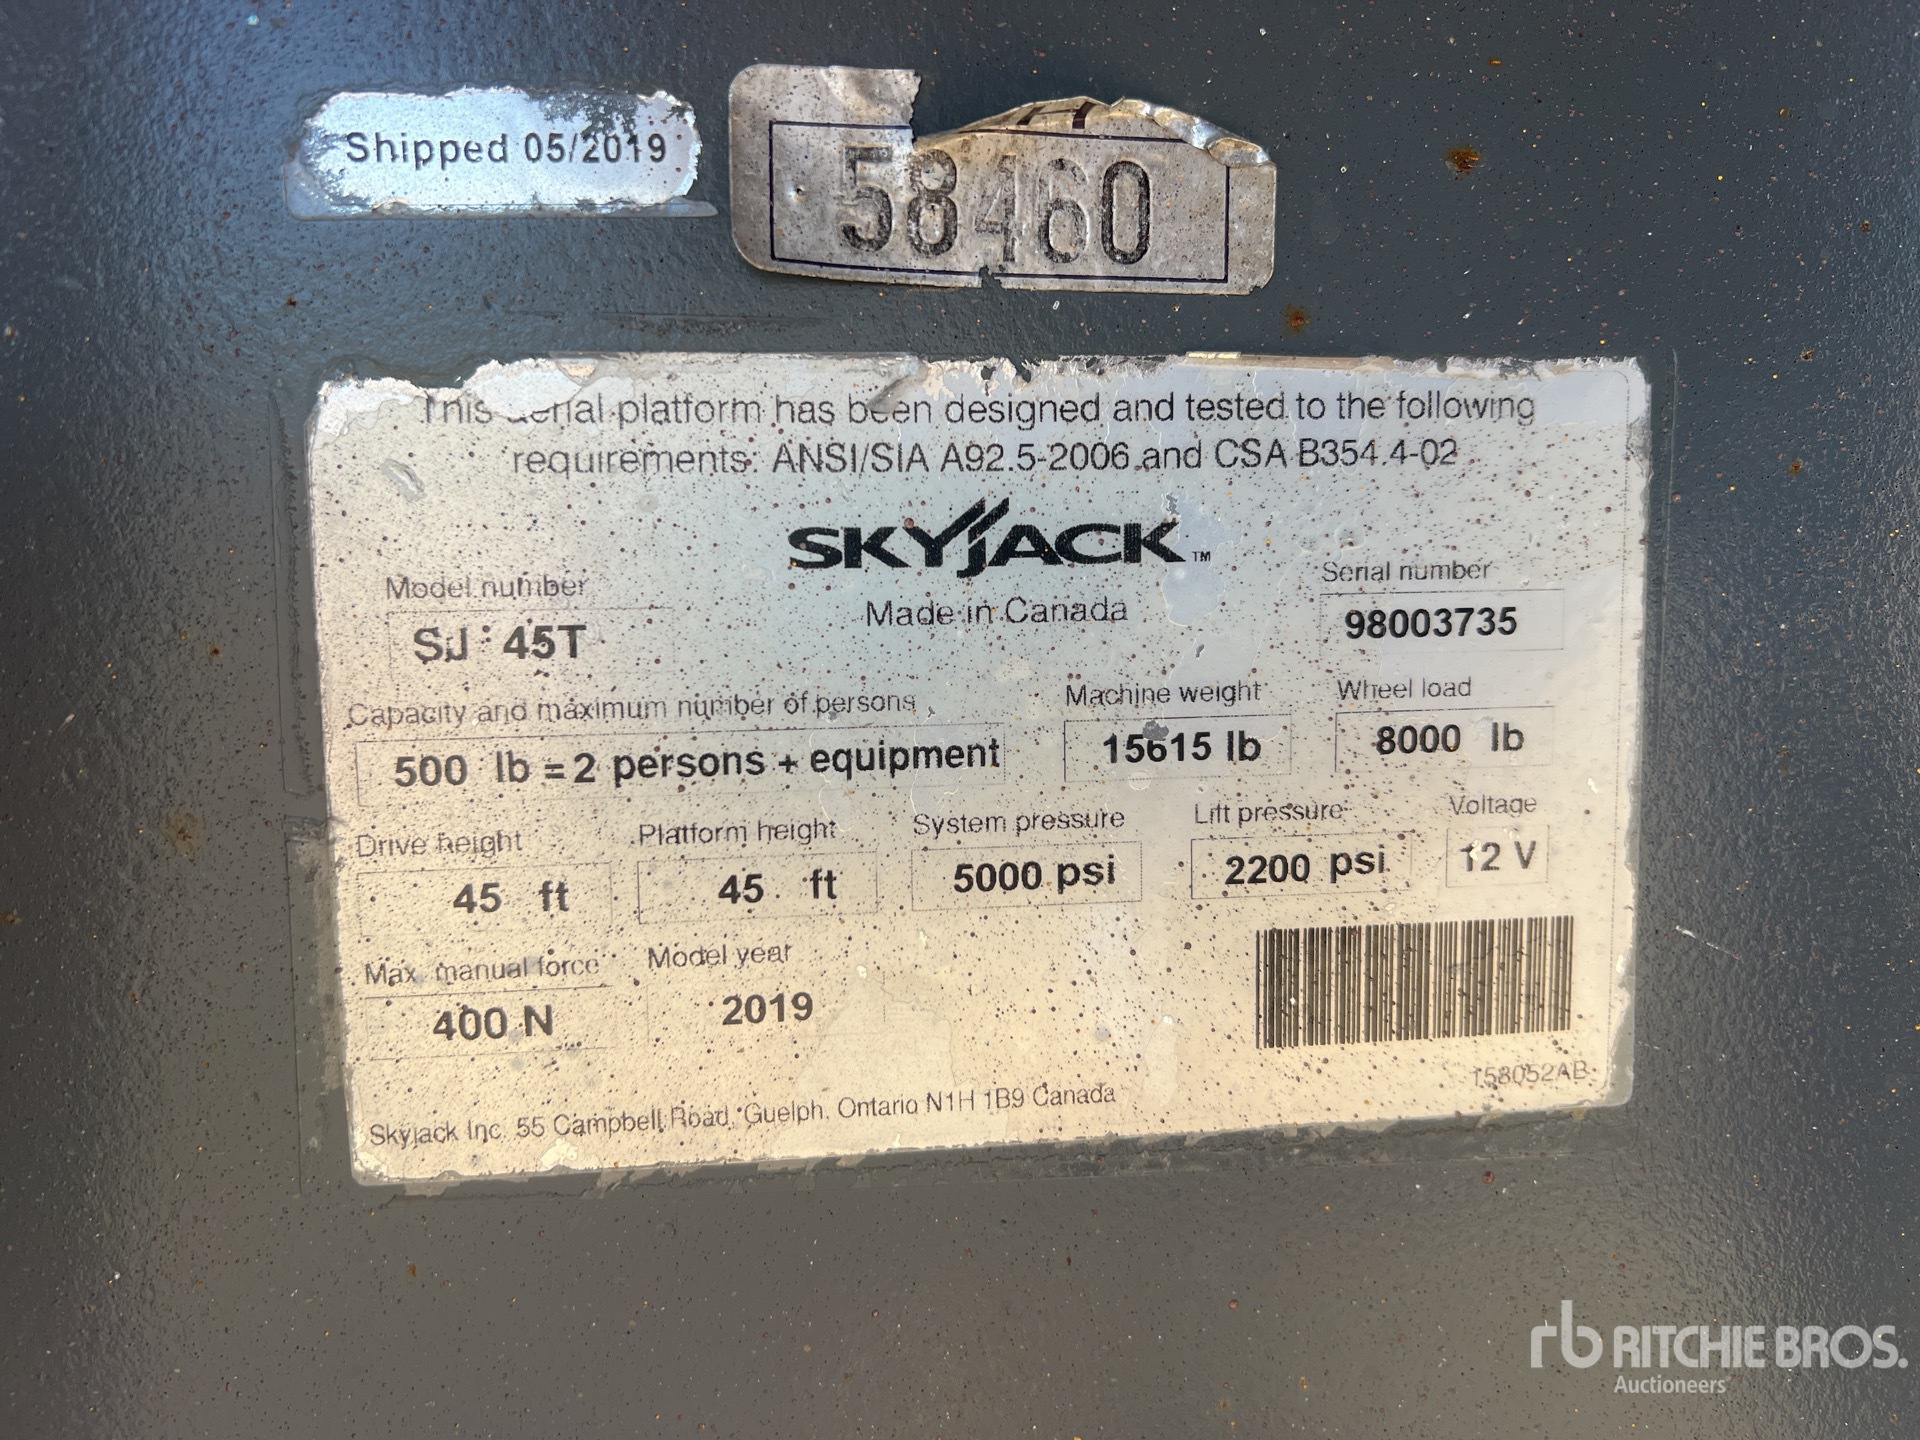 Shipped 05/2019
58460
This aerial platform has been designed and tested to the following
requirements: ANSI/SIA A92.5-2006 and CSA B354.4-02
SKYJACK™
Made in Canada
Model number
SJ 45T
Serial number
98003735
Capacity and maximum number of persons
500 lb = 2 persons + equipment
Machine weight
15615 lb
Wheel load
8000 lb
Drive height
45 ft
Platform height
45 ft
System pressure
5000 psi
Lift pressure
2200 psi
Voltage
12 V
Max. manual force
400 N
Model year
2019
158052AB
Skyjack Inc. 55 Campbell Road, Guelph, Ontario N1H 1B9 Canada
rb RITCHIE BROS.
Auctioneers